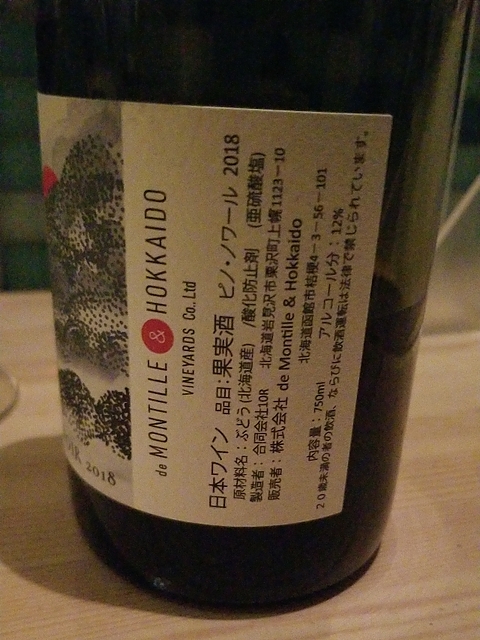 2018
de MONTILLE & HOKKAIDO
VINEYARDS Co., Ltd
日本ワイン 品目:果実酒 ピノ・ノワール 2018
原材料名:ぶどう(北海道産)/酸化防止剤 (亜硫酸塩)
製造者:合同会社10R 北海道岩見沢市栗沢町上幌1123-10
販売者:株式会社 de Montille & Hokkaido
北海道函館市桔梗4-3-56-101
内容量:750ml アルコール分:12%
20歳未満の者の飲酒、ならびに飲酒運転は法律で禁じられています。